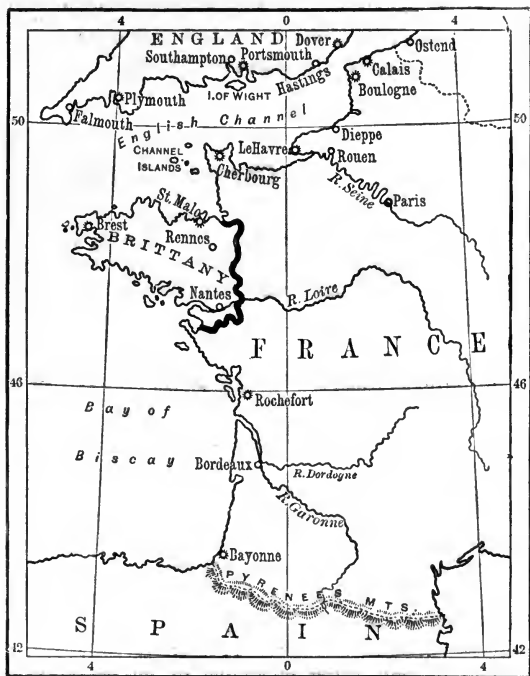 4 0 4
ENGLAND
Dover
Ostend
Southampton
Portsmouth
Calais
Hastings
Boulogne
I. OF WIGHT
Plymouth
Falmouth
50 50
English Channel
Dieppe
CHANNEL
ISLANDS
LeHavre
Rouen
Cherbourg
R. Seine
Paris
St. Malo
Brest
Rennes
BRITTANY
Nantes
R. Loire
FRANCE
46 46
Bay of
Biscay
Rochefort
Bordeaux
R. Dordogne
R. Garonne
Bayonne
PYRENEES MTS.
SPAIN
42 42
4 0 4